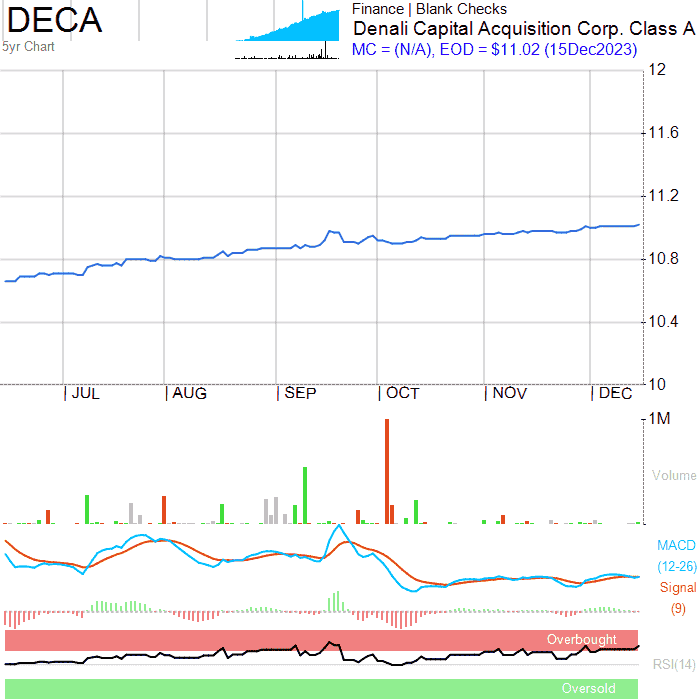 DECA
5yr Chart
Finance | Blank Checks
Denali Capital Acquisition Corp. Class A
MC = (N/A), EOD = $11.02 (15Dec2023)
12
11.6
11.2
10.8
10.4
10
JUL AUG SEP OCT NOV DEC
1M
Volume
MACD
(12-26)
Signal
(9)
Overbought
RSI(14)
Oversold